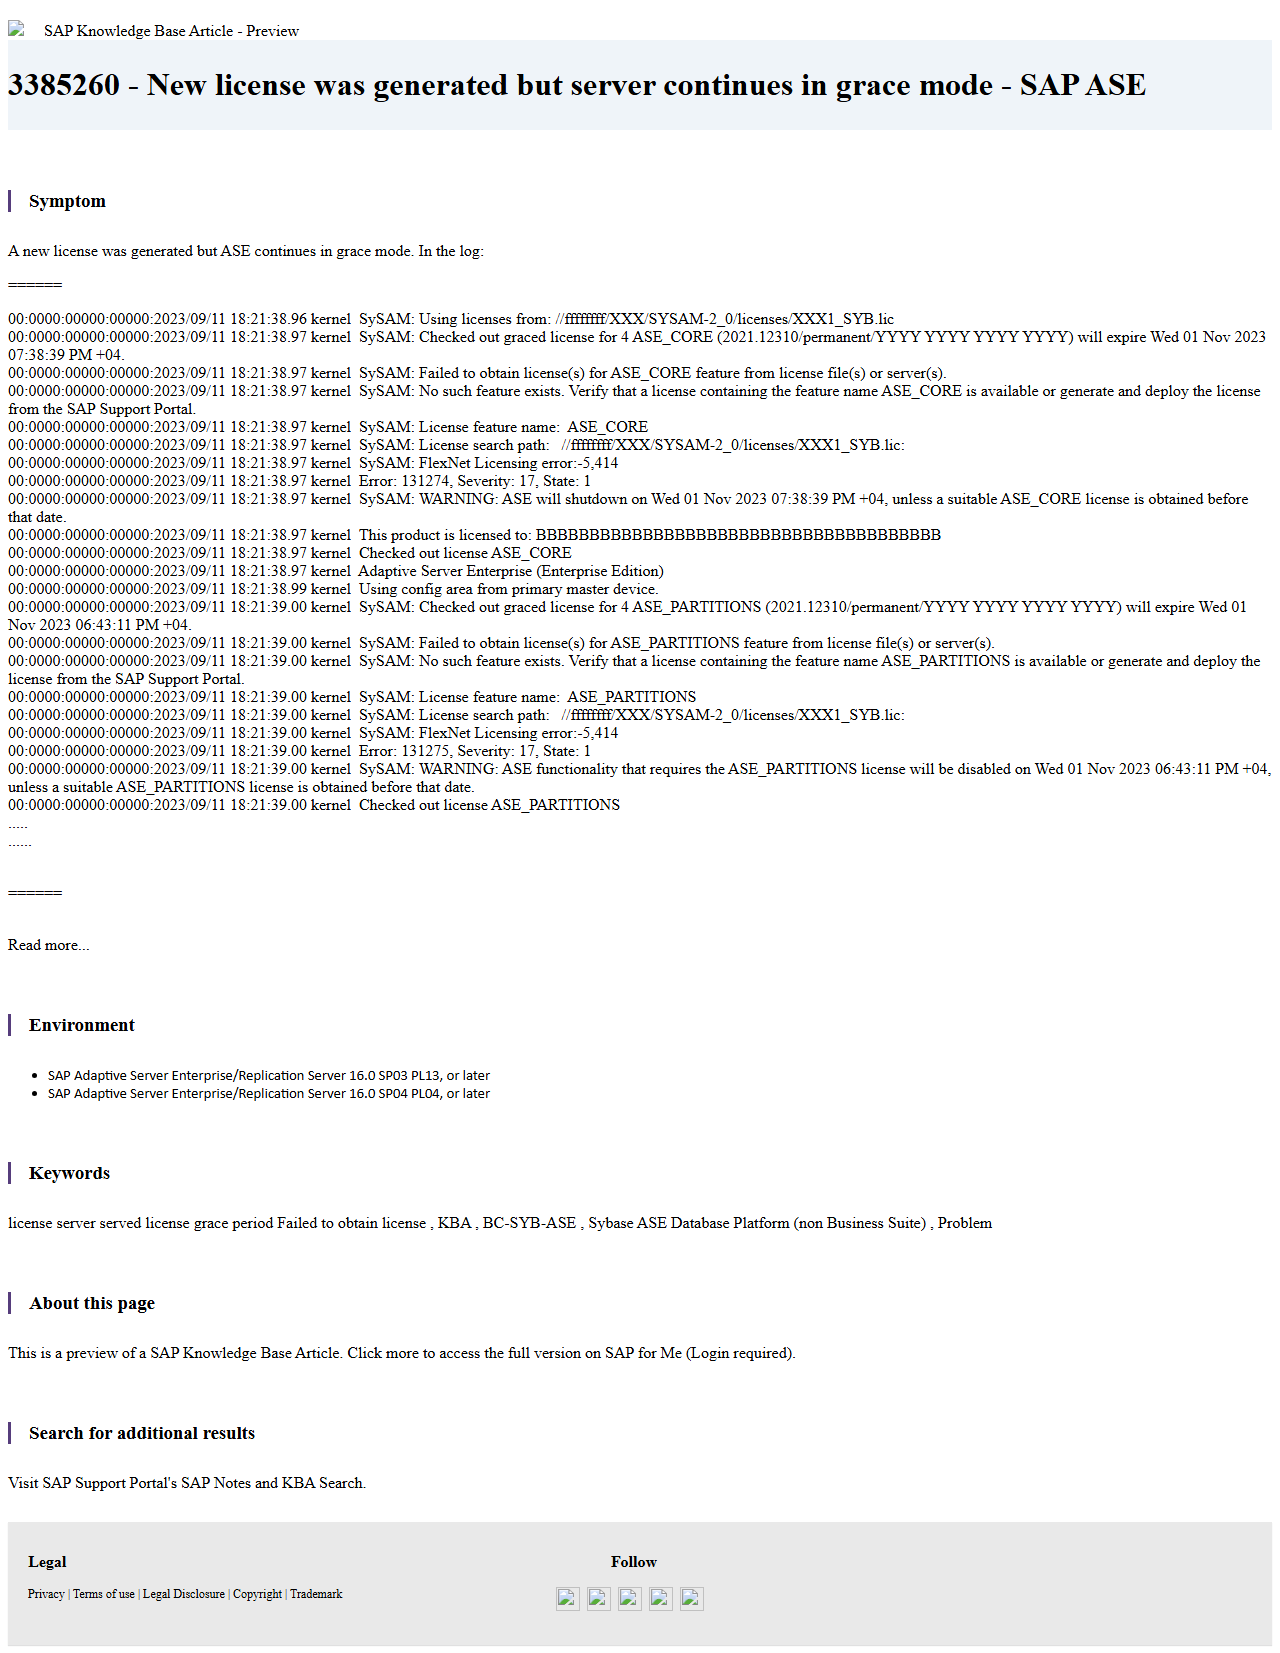 SAP Knowledge Base Article - Preview
3385260 - New license was generated but server continues in grace mode - SAP ASE
Symptom
A new license was generated but ASE continues in grace mode. In the log:
======
00:0000:00000:00000:2023/09/11 18:21:38.96 kernel  SySAM: Using licenses from: //ffffffff/XXX/SYSAM-2_0/licenses/XXX1_SYB.lic
00:0000:00000:00000:2023/09/11 18:21:38.97 kernel  SySAM: Checked out graced license for 4 ASE_CORE (2021.12310/permanent/YYYY YYYY YYYY YYYY) will expire Wed 01 Nov 2023
07:38:39 PM +04.
00:0000:00000:00000:2023/09/11 18:21:38.97 kernel  SySAM: Failed to obtain license(s) for ASE_CORE feature from license file(s) or server(s).
00:0000:00000:00000:2023/09/11 18:21:38.97 kernel  SySAM: No such feature exists. Verify that a license containing the feature name ASE_CORE is available or generate and deploy the license
from the SAP Support Portal.
00:0000:00000:00000:2023/09/11 18:21:38.97 kernel  SySAM: License feature name:  ASE_CORE
00:0000:00000:00000:2023/09/11 18:21:38.97 kernel  SySAM: License search path:   //ffffffff/XXX/SYSAM-2_0/licenses/XXX1_SYB.lic:
00:0000:00000:00000:2023/09/11 18:21:38.97 kernel  SySAM: FlexNet Licensing error:-5,414
00:0000:00000:00000:2023/09/11 18:21:38.97 kernel  Error: 131274, Severity: 17, State: 1
00:0000:00000:00000:2023/09/11 18:21:38.97 kernel  SySAM: WARNING: ASE will shutdown on Wed 01 Nov 2023 07:38:39 PM +04, unless a suitable ASE_CORE license is obtained before
that date.
00:0000:00000:00000:2023/09/11 18:21:38.97 kernel  This product is licensed to: BBBBBBBBBBBBBBBBBBBBBBBBBBBBBBBBBBBBBB
00:0000:00000:00000:2023/09/11 18:21:38.97 kernel  Checked out license ASE_CORE
00:0000:00000:00000:2023/09/11 18:21:38.97 kernel  Adaptive Server Enterprise (Enterprise Edition)
00:0000:00000:00000:2023/09/11 18:21:38.99 kernel  Using config area from primary master device.
00:0000:00000:00000:2023/09/11 18:21:39.00 kernel  SySAM: Checked out graced license for 4 ASE_PARTITIONS (2021.12310/permanent/YYYY YYYY YYYY YYYY) will expire Wed 01
Nov 2023 06:43:11 PM +04.
00:0000:00000:00000:2023/09/11 18:21:39.00 kernel  SySAM: Failed to obtain license(s) for ASE_PARTITIONS feature from license file(s) or server(s).
00:0000:00000:00000:2023/09/11 18:21:39.00 kernel  SySAM: No such feature exists. Verify that a license containing the feature name ASE_PARTITIONS is available or generate and deploy the
license from the SAP Support Portal.
00:0000:00000:00000:2023/09/11 18:21:39.00 kernel  SySAM: License feature name:  ASE_PARTITIONS
00:0000:00000:00000:2023/09/11 18:21:39.00 kernel  SySAM: License search path:   //ffffffff/XXX/SYSAM-2_0/licenses/XXX1_SYB.lic:
00:0000:00000:00000:2023/09/11 18:21:39.00 kernel  SySAM: FlexNet Licensing error:-5,414
00:0000:00000:00000:2023/09/11 18:21:39.00 kernel  Error: 131275, Severity: 17, State: 1
00:0000:00000:00000:2023/09/11 18:21:39.00 kernel  SySAM: WARNING: ASE functionality that requires the ASE_PARTITIONS license will be disabled on Wed 01 Nov 2023 06:43:11 PM +04,
unless a suitable ASE_PARTITIONS license is obtained before that date.
00:0000:00000:00000:2023/09/11 18:21:39.00 kernel  Checked out license ASE_PARTITIONS
.....
......
======
Read more...
Environment
• SAP Adaptive Server Enterprise/Replication Server 16.0 SP03 PL13, or later
• SAP Adaptive Server Enterprise/Replication Server 16.0 SP04 PL04, or later
Keywords
license server served license grace period Failed to obtain license , KBA , BC-SYB-ASE , Sybase ASE Database Platform (non Business Suite) , Problem
About this page
This is a preview of a SAP Knowledge Base Article. Click more to access the full version on SAP for Me (Login required).
Search for additional results
Visit SAP Support Portal's SAP Notes and KBA Search.
Legal
Privacy | Terms of use | Legal Disclosure | Copyright | Trademark
Follow